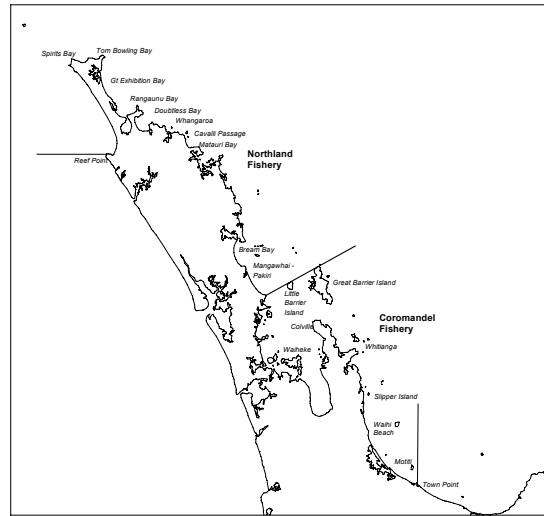 Tom Bowling Bay
Spirits Bay
Gt Exhibition Bay
Rangaunu Bay
Doubtless Bay
Whangaroa
Cavalli Passage
Matauri Bay
Northland
Fishery
Reef Point
Bream Bay
Mangawhai -
Pakiri
Great Barrier Island
Little
Barrier
Island
Coromandel
Fishery
Colville
Whitianga
Waiheke
Slipper Island
Waihi
Beach
Motiti
Town Point